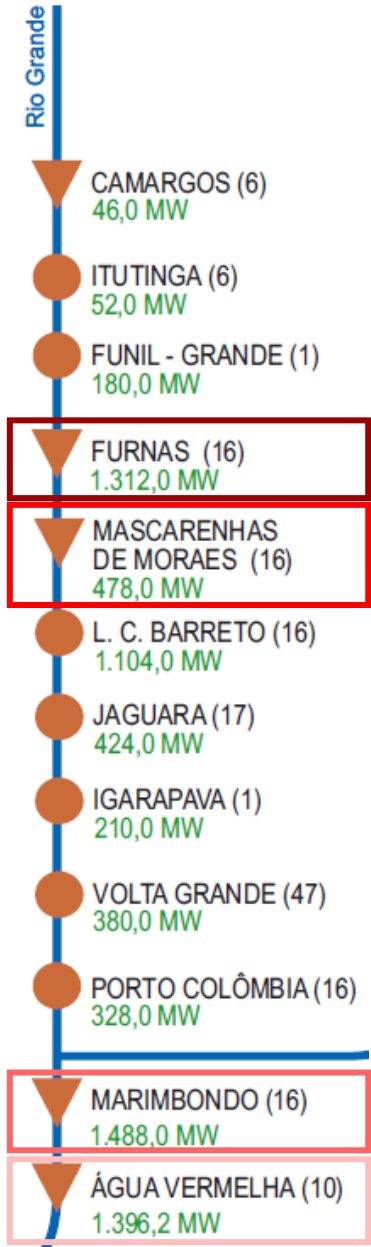 Rio Grande
CAMARGOS (6)
46,0 MW
ITUTINGA (6)
52,0 MW
FUNIL - GRANDE (1)
180,0 MW
FURNAS (16)
1.312,0 MW
MASCARENHAS
DE MORAES (16)
478,0 MW
L. C. BARRETO (16)
1.104,0 MW
JAGUARA (17)
424,0 MW
IGARAPAVA (1)
210,0 MW
VOLTA GRANDE (47)
380,0 MW
PORTO COLÔMBIA (16)
328,0 MW
MARIMBONDO (16)
1.488,0 MW
ÁGUA VERMELHA (10)
1.396,2 MW